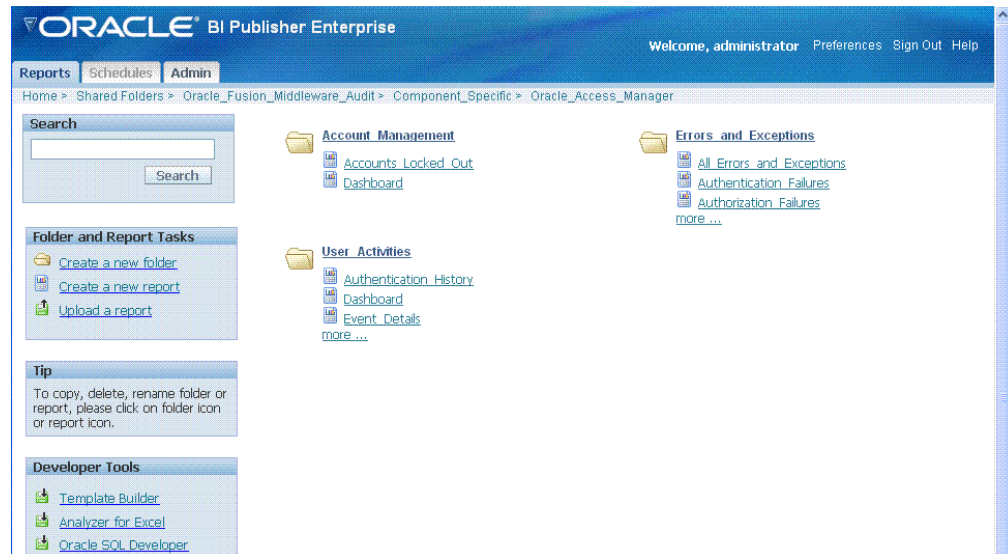 ORACLE BI Publisher Enterprise
Welcome, administrator Preferences Sign Out Help
Reports Schedules Admin
Home > Shared Folders > Oracle_Fusion_Middleware_Audit > Component_Specific > Oracle_Access_Manager
Search
Search
Folder and Report Tasks
Create a new folder
Create a new report
Upload a report
Tip
To copy, delete, rename folder or
report, please click on folder icon
or report icon.
Developer Tools
Template Builder
Analyzer for Excel
Oracle SQL Developer
Account_Management
Accounts_Locked_Out
Dashboard
Errors_and_Exceptions
All_Errors_and_Exceptions
Authentication_Failures
Authorization_Failures
more ...
User_Activities
Authentication_History
Dashboard
Event_Details
more ...